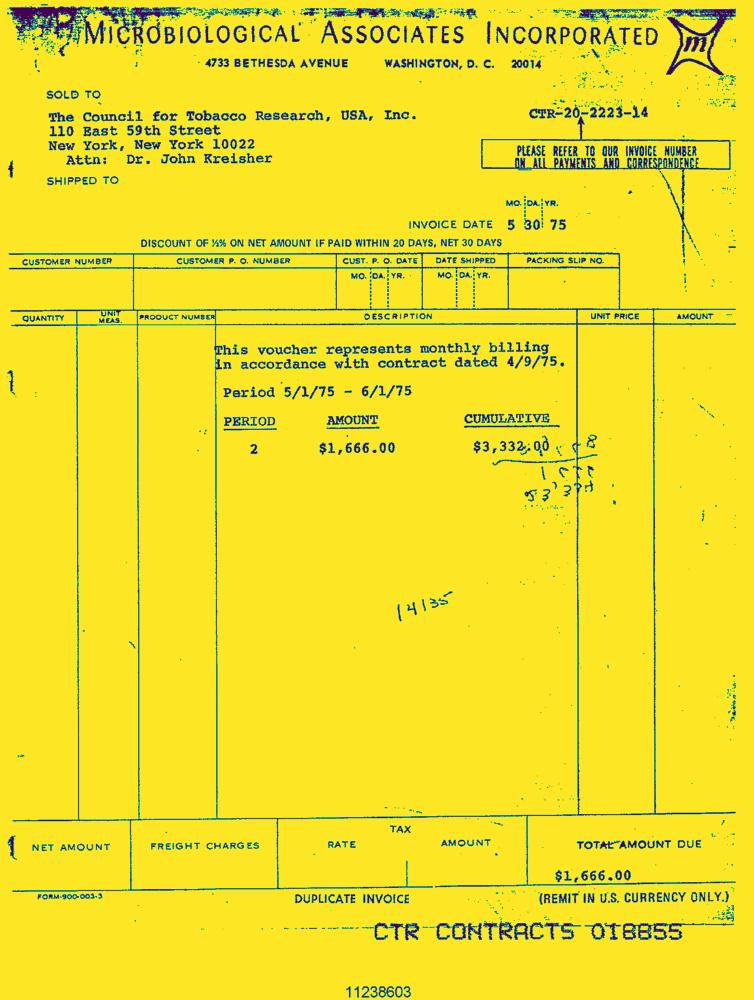 MICROBIOLOGICAL ASSOCIATES INCORPORATED
m
4733 BETHESDA AVENUE WASHINGTON, D. C. 20014
SOLD TO
The Council for Tobacco Research, USA, Inc.
110 East 59th Street
New York, New York 10022
Attn: Dr. John Kreisher
CTR-20-2223-14
PLEASE REFER TO OUR INVOICE NUMBER
ON ALL PAYMENTS AND CORRESPONDENCE
SHIPPED TO
MO. DA. YR.
INVOICE DATE 5 30 75
DISCOUNT OF ½% ON NET AMOUNT IF PAID WITHIN 20 DAYS, NET 30 DAYS
CUSTOMER NUMBER CUSTOMER P. O. NUMBER CUST. P. O. DATE DATE SHIPPED PACKING SLIP NO.
MO. DA. YR. MO. DA. YR.
QUANTITY UNIT MEAS. PRODUCT NUMBER DESCRIPTION UNIT PRICE AMOUNT
This voucher represents monthly billing
in accordance with contract dated 4/9/75.
Period 5/1/75 - 6/1/75
PERIOD AMOUNT CUMULATIVE
2 $1,666.00 $3,332.00
14135
TAX
NET AMOUNT FREIGHT CHARGES RATE AMOUNT TOTAL AMOUNT DUE
$1,666.00
FORM-900-003-3 DUPLICATE INVOICE (REMIT IN U.S. CURRENCY ONLY.)
CTR CONTRACTS 018855
11238603